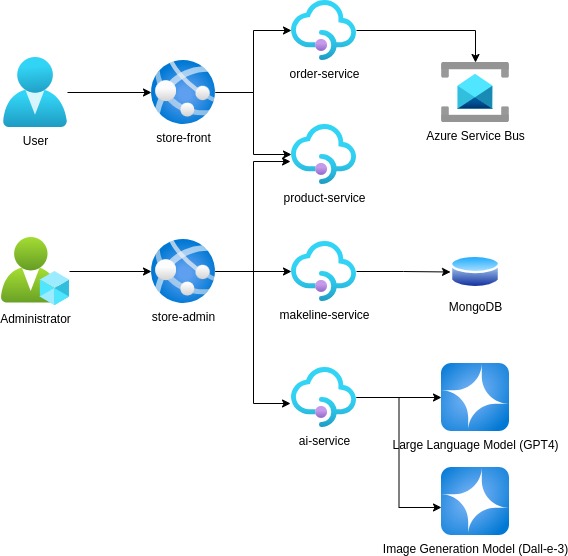 order-service
User
store-front
Azure Service Bus
product-service
Administrator
store-admin
makeline-service
MongoDB
ai-service
Large Language Model (GPT4)
Image Generation Model (Dall-e-3)